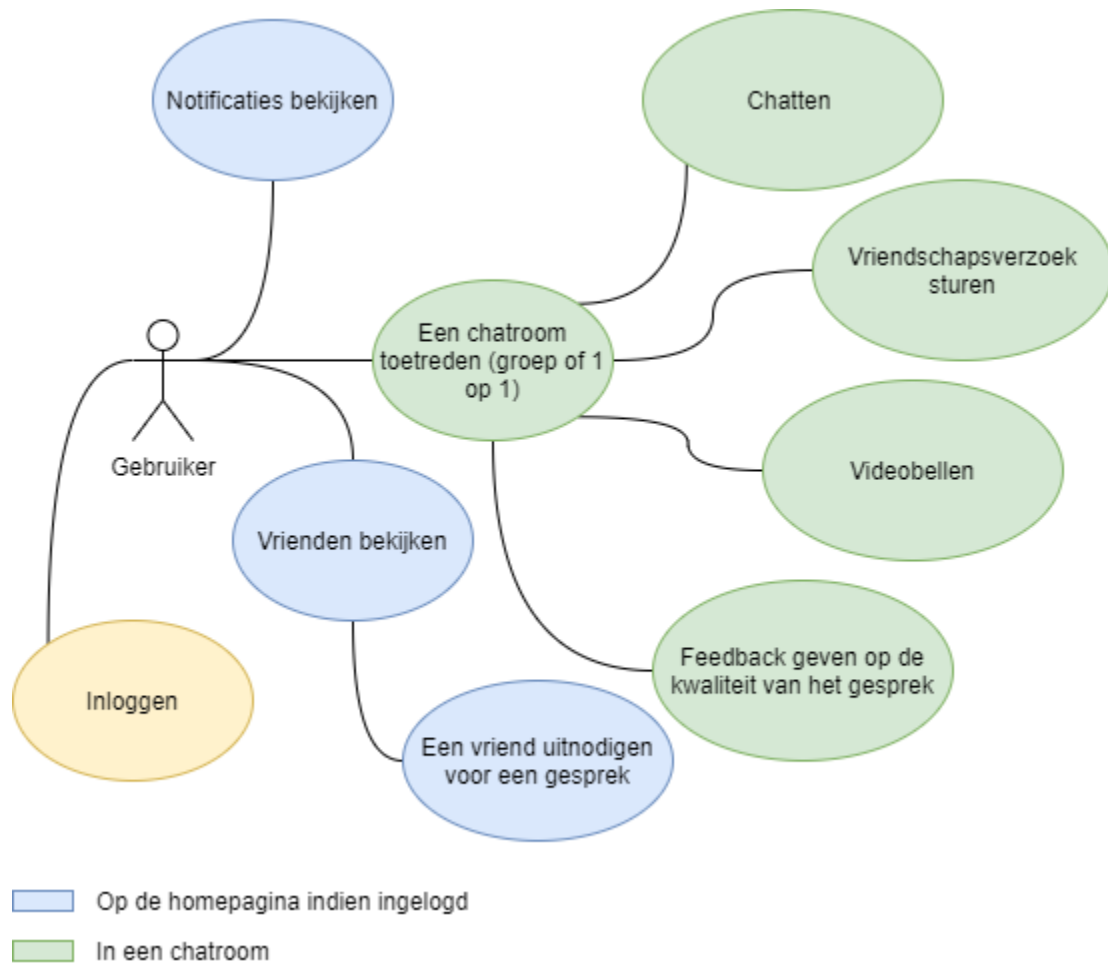 Notificaties bekijken
Chatten
Vriendschapsverzoek
sturen
Een chatroom
toetreden (groep of 1
op 1)
Gebruiker
Videobellen
Vrienden bekijken
Feedback geven op de
kwaliteit van het gesprek
Inloggen
Een vriend uitnodigen
voor een gesprek
Op de homepagina indien ingelogd
In een chatroom